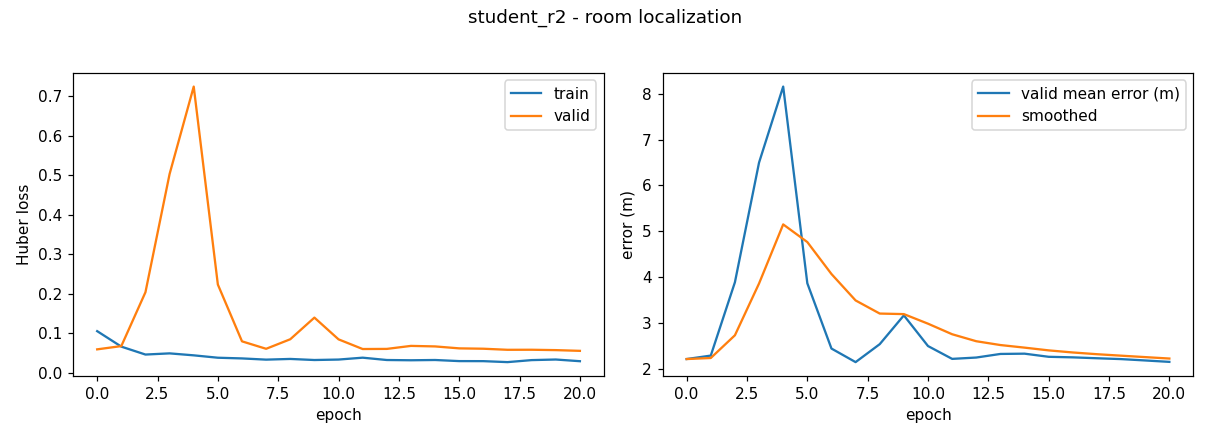 student_r2 - room localization
Huber loss
0.7
0.6
0.5
0.4
0.3
0.2
0.1
0.0
0.0 2.5 5.0 7.5 10.0 12.5 15.0 17.5 20.0
epoch
train
valid
error (m)
8
7
6
5
4
3
2
0.0 2.5 5.0 7.5 10.0 12.5 15.0 17.5 20.0
epoch
valid mean error (m)
smoothed